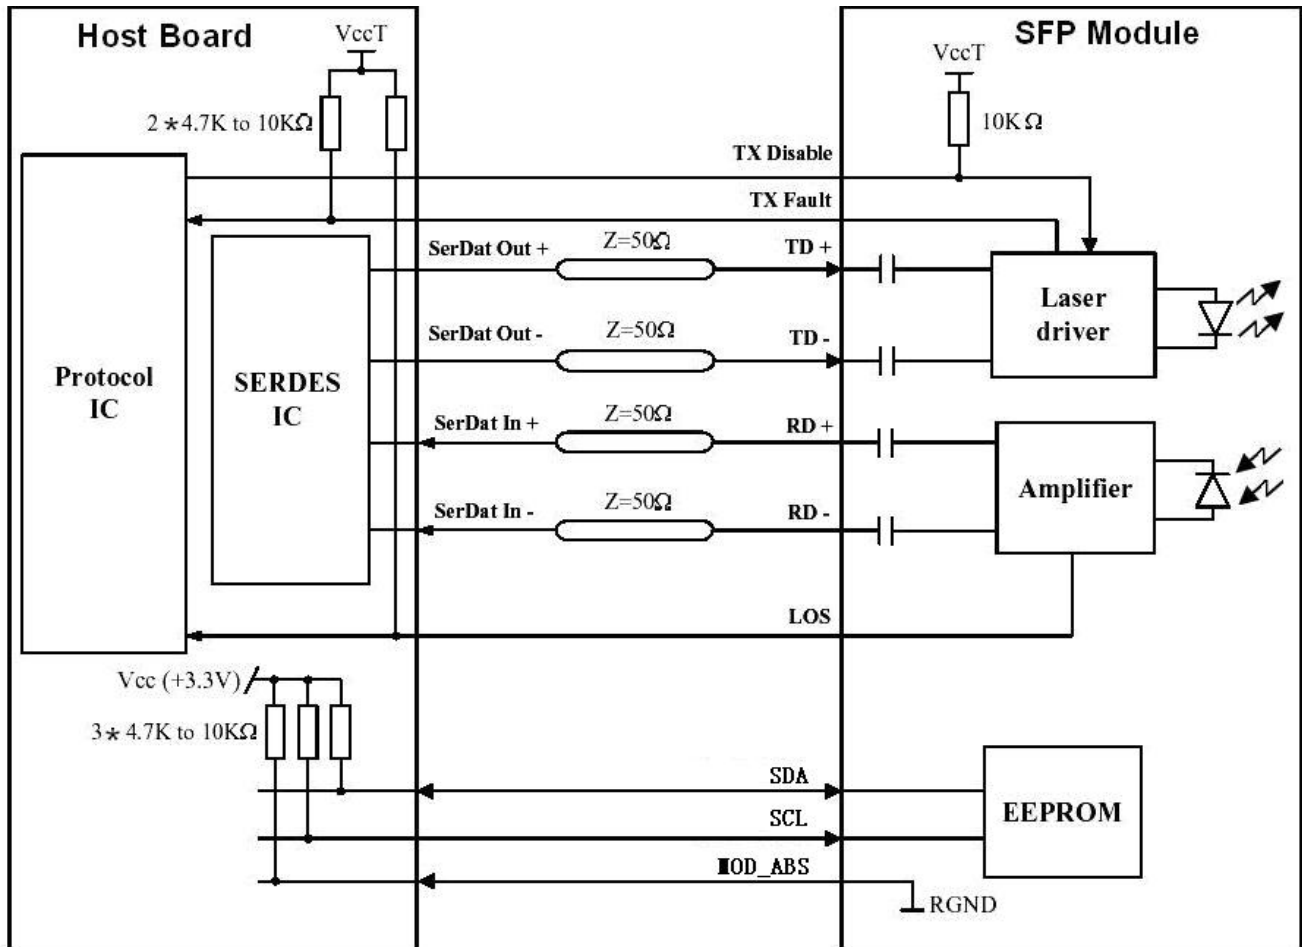 Host Board
VccT
SFP Module
VccT
2*4.7K to 10KΩ
10KΩ
TX Disable
TX Fault
SerDat Out +
Z=50Ω
TD +
SerDat Out -
Z=50Ω
TD -
Laser
driver
Protocol
IC
SERDES
IC
SerDat In +
Z=50Ω
RD +
SerDat In -
Z=50Ω
RD -
Amplifier
LOS
Vcc (+3.3V)
3*4.7K to 10KΩ
SDA
SCL
MOD_ABS
EEPROM
RGND